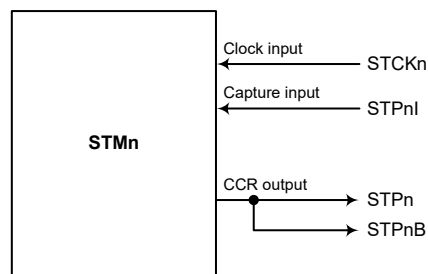 Clock input
STCKn
Capture input
STPnI
STMn
CCR output
STPn
STPnB